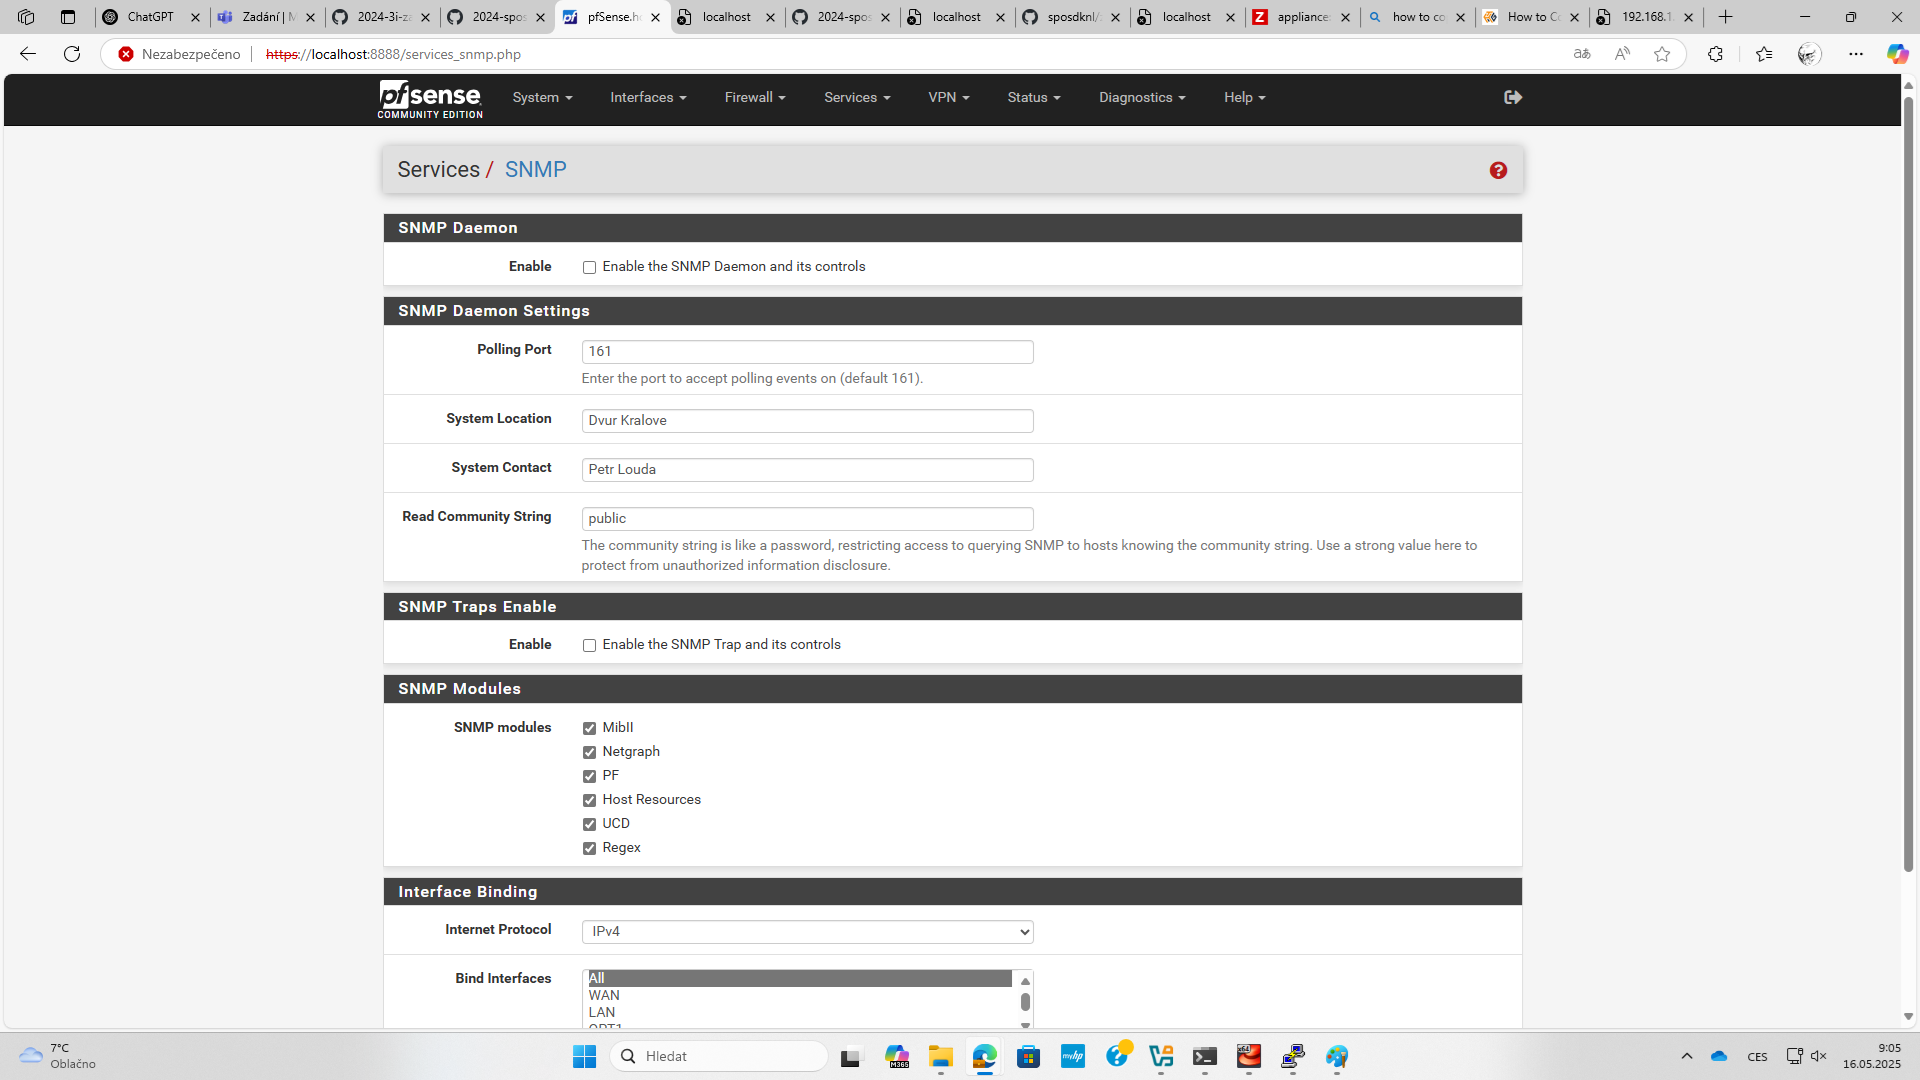 ChatGPT
Zadání | M
2024-3i-za
2024-spos
pfSense.ho
localhost
2024-spos
localhost
sposdknl/
localhost
appliance
how to co
How to Co
192.168.1.
Nezabezpečeno
https://localhost:8888/services_snmp.php
pfsense
COMMUNITY EDITION
System
Interfaces
Firewall
Services
VPN
Status
Diagnostics
Help
Services / SNMP
SNMP Daemon
Enable
Enable the SNMP Daemon and its controls
SNMP Daemon Settings
Polling Port
161
Enter the port to accept polling events on (default 161).
System Location
Dvur Kralove
System Contact
Petr Louda
Read Community String
public
The community string is like a password, restricting access to querying SNMP to hosts knowing the community string. Use a strong value here to
protect from unauthorized information disclosure.
SNMP Traps Enable
Enable
Enable the SNMP Trap and its controls
SNMP Modules
SNMP modules
MibII
Netgraph
PF
Host Resources
UCD
Regex
Interface Binding
Internet Protocol
IPv4
Bind Interfaces
All
WAN
LAN
OPT1
7°C
Oblačno
Hledat
CES
9:05
16.05.2025